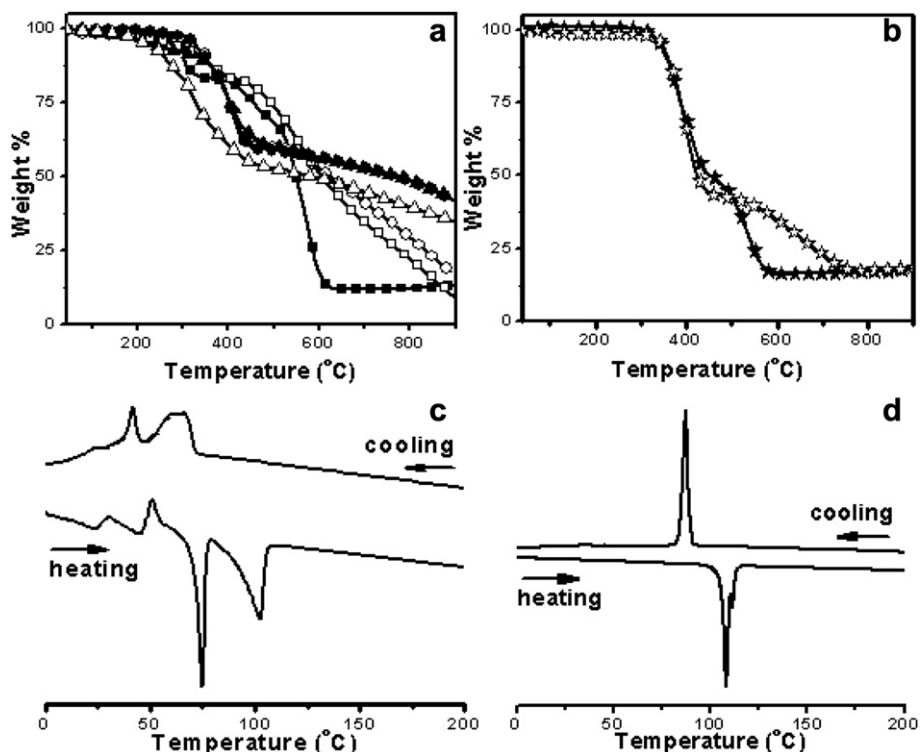 a
100
75
50
25
0
Weight %
200 400 600 800
Temperature (°C)
b
100
75
50
25
0
Weight %
200 400 600 800
Temperature (°C)
c
cooling
heating
0 50 100 150 200
Temperature (°C)
d
cooling
heating
0 50 100 150 200
Temperature (°C)